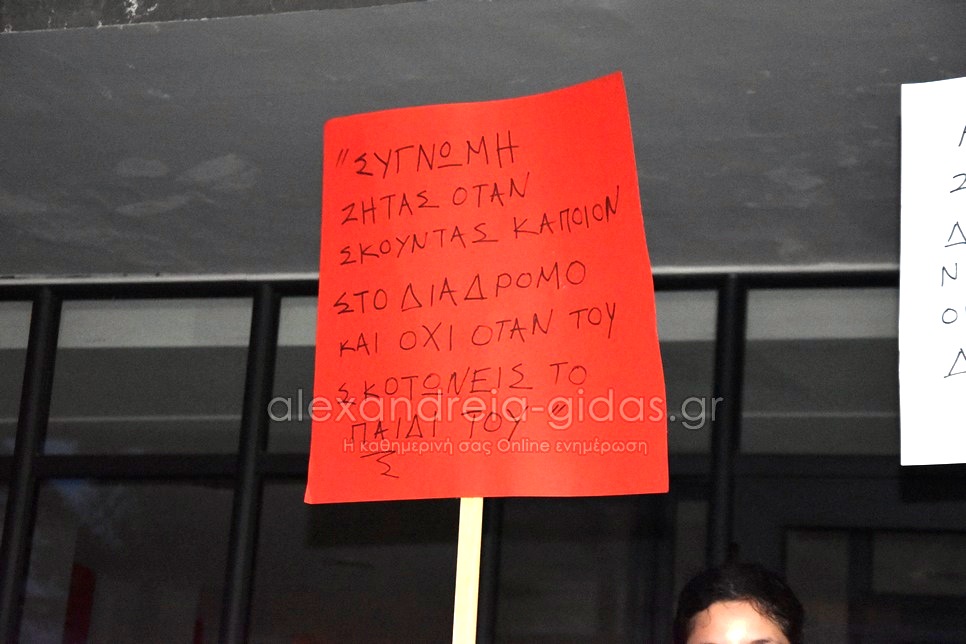 "ΣΥΓΝΩΜΗ
ΖΗΤΑΣ ΟΤΑΝ
ΣΚΟΥΝΤΑΣ ΚΑΠΟΙΟΝ
ΣΤΟ ΔΙΑΔΡΟΜΟ
ΚΑΙ ΟΧΙ ΟΤΑΝ ΤΟΥ
ΣΚΟΤΩΝΕΙΣ ΤΟ
ΠΑΙΔΙ ΤΟΥ"
alexandreia-gidas.gr
Η καθημερινή σας Online ενημέρωση